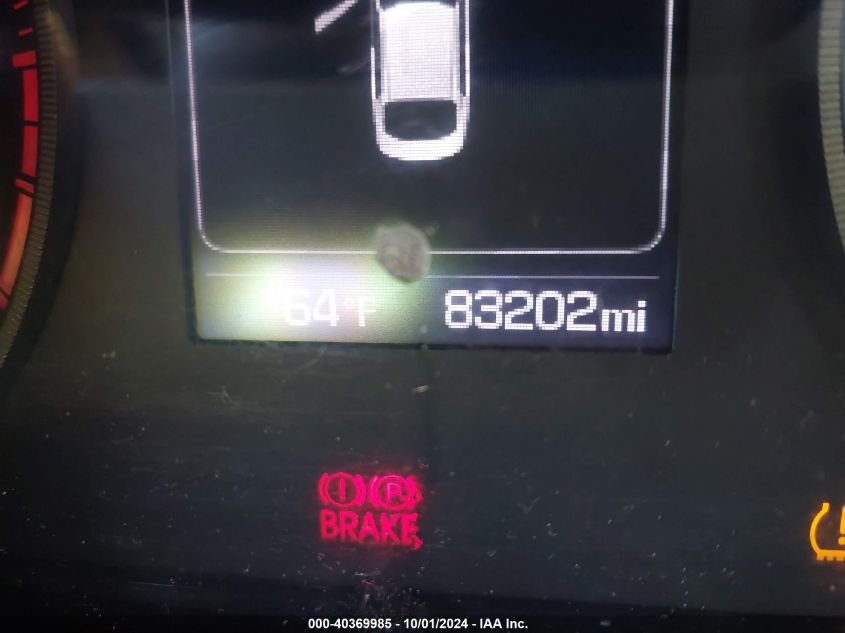 64°F 83202mi
(!) (P)
BRAKE
000-40369985 - 10/01/2024 - IAA Inc.